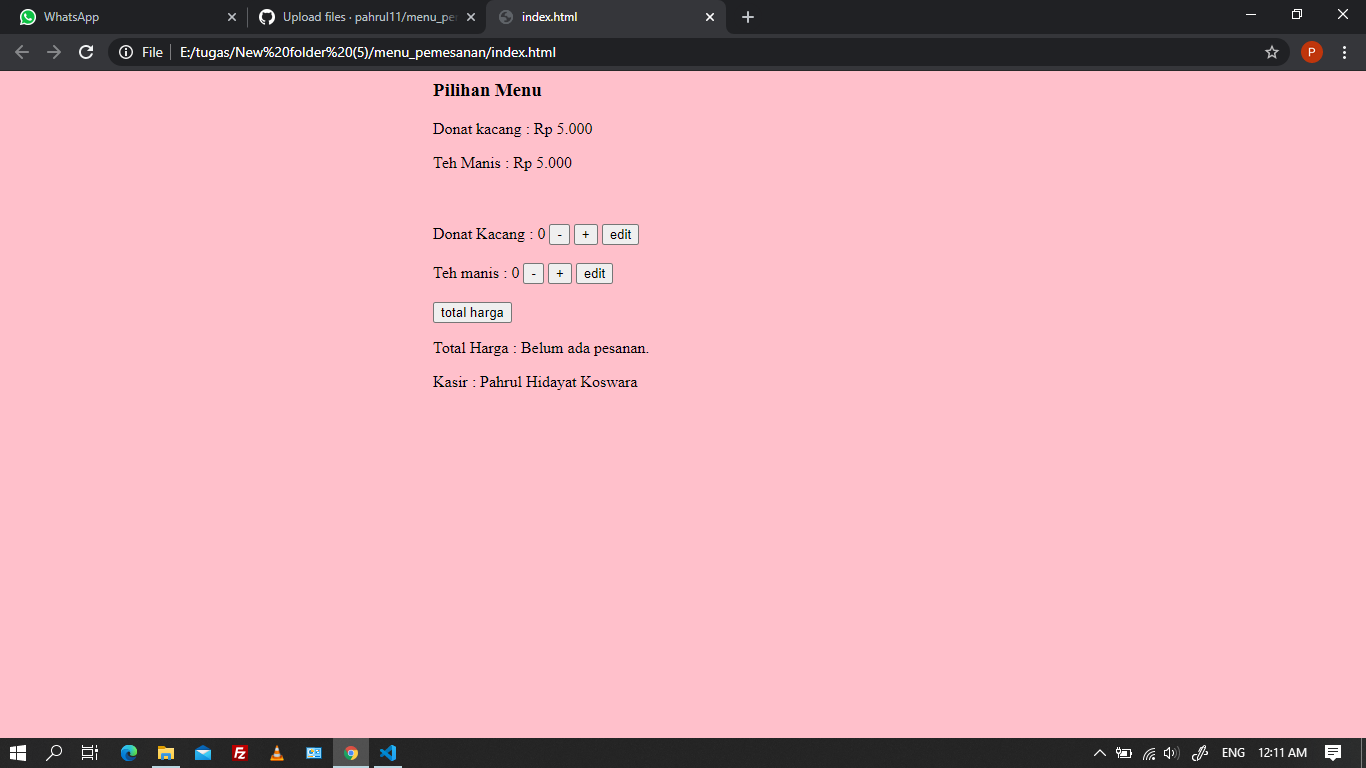 WhatsApp
Upload files · pahrul11/menu_pe
index.html
File
E:/tugas/New%20folder%20(5)/menu_pemesanan/index.html
P
Pilihan Menu
Donat kacang : Rp 5.000
Teh Manis : Rp 5.000
Donat Kacang : 0 - + edit
Teh manis : 0 - + edit
total harga
Total Harga : Belum ada pesanan.
Kasir : Pahrul Hidayat Koswara
Fz
ENG 12:11 AM